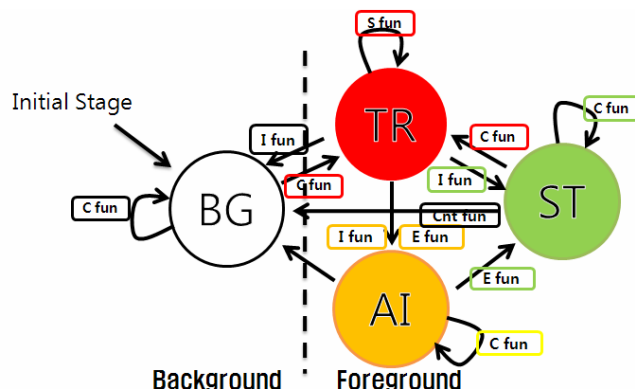 S fun
TR
Initial Stage
I fun
C fun
C fun
C fun
I fun
C fun
BG
ST
Cnt fun
I fun
E fun
E fun
AI
C fun
Background
Foreground